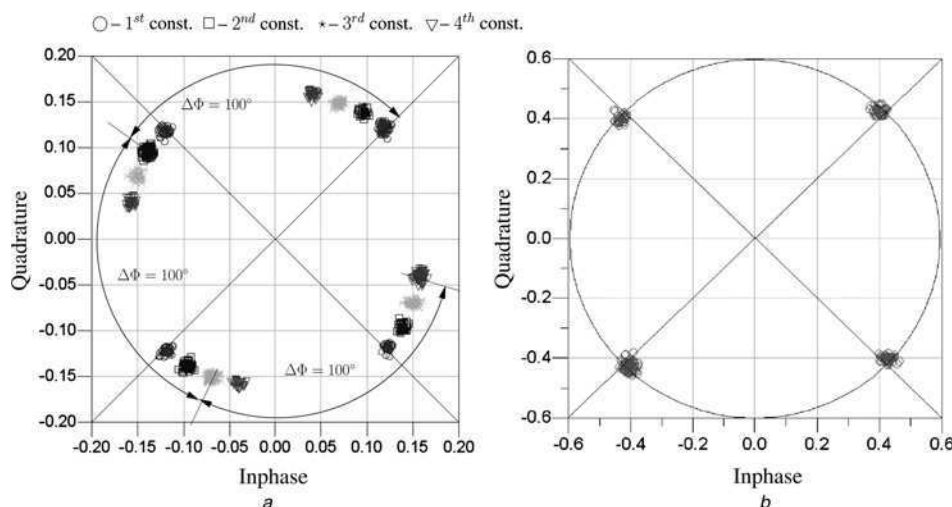 ○ – 1st const. □ – 2nd const. ⋆ – 3rd const. ▽ – 4th const.
0.20
0.15
0.10
0.05
0.00
-0.05
-0.10
-0.15
-0.20
Quadrature
ΔΦ = 100°
ΔΦ = 100°
ΔΦ = 100°
-0.20 -0.15 -0.10 -0.05 0.00 0.05 0.10 0.15 0.20
Inphase
a
0.6
0.4
0.2
0.0
-0.2
-0.4
-0.6
Quadrature
-0.6 -0.4 -0.2 0.0 0.2 0.4 0.6
Inphase
b